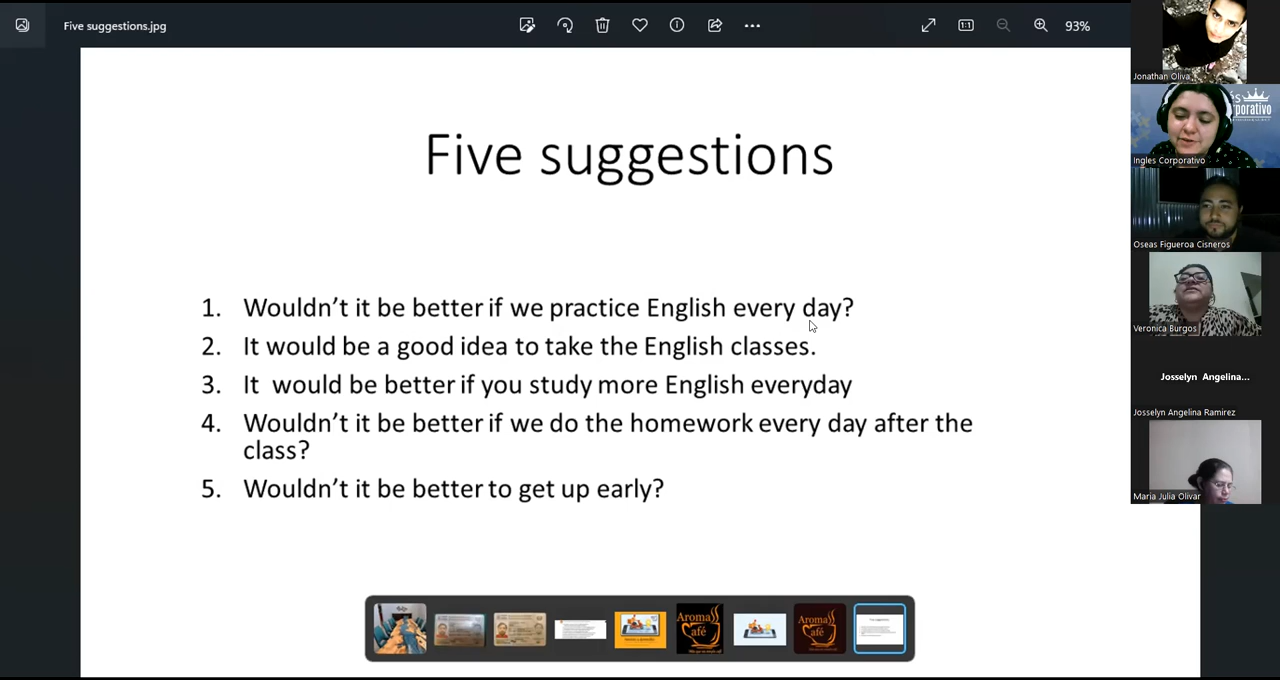 Five suggestions.jpg
93%
Five suggestions
1. Wouldn't it be better if we practice English every day?
2. It would be a good idea to take the English classes.
3. It  would be better if you study more English everyday
4. Wouldn't it be better if we do the homework every day after the
class?
5. Wouldn't it be better to get up early?
Jonathan Oliva
Ingles Corporativo
Oseas Figueroa Cisneros
Veronica Burgos
Josselyn Angelina...
Josselyn Angelina Ramirez
Maria Julia Olivar
Aroma
Café
Aroma
Café